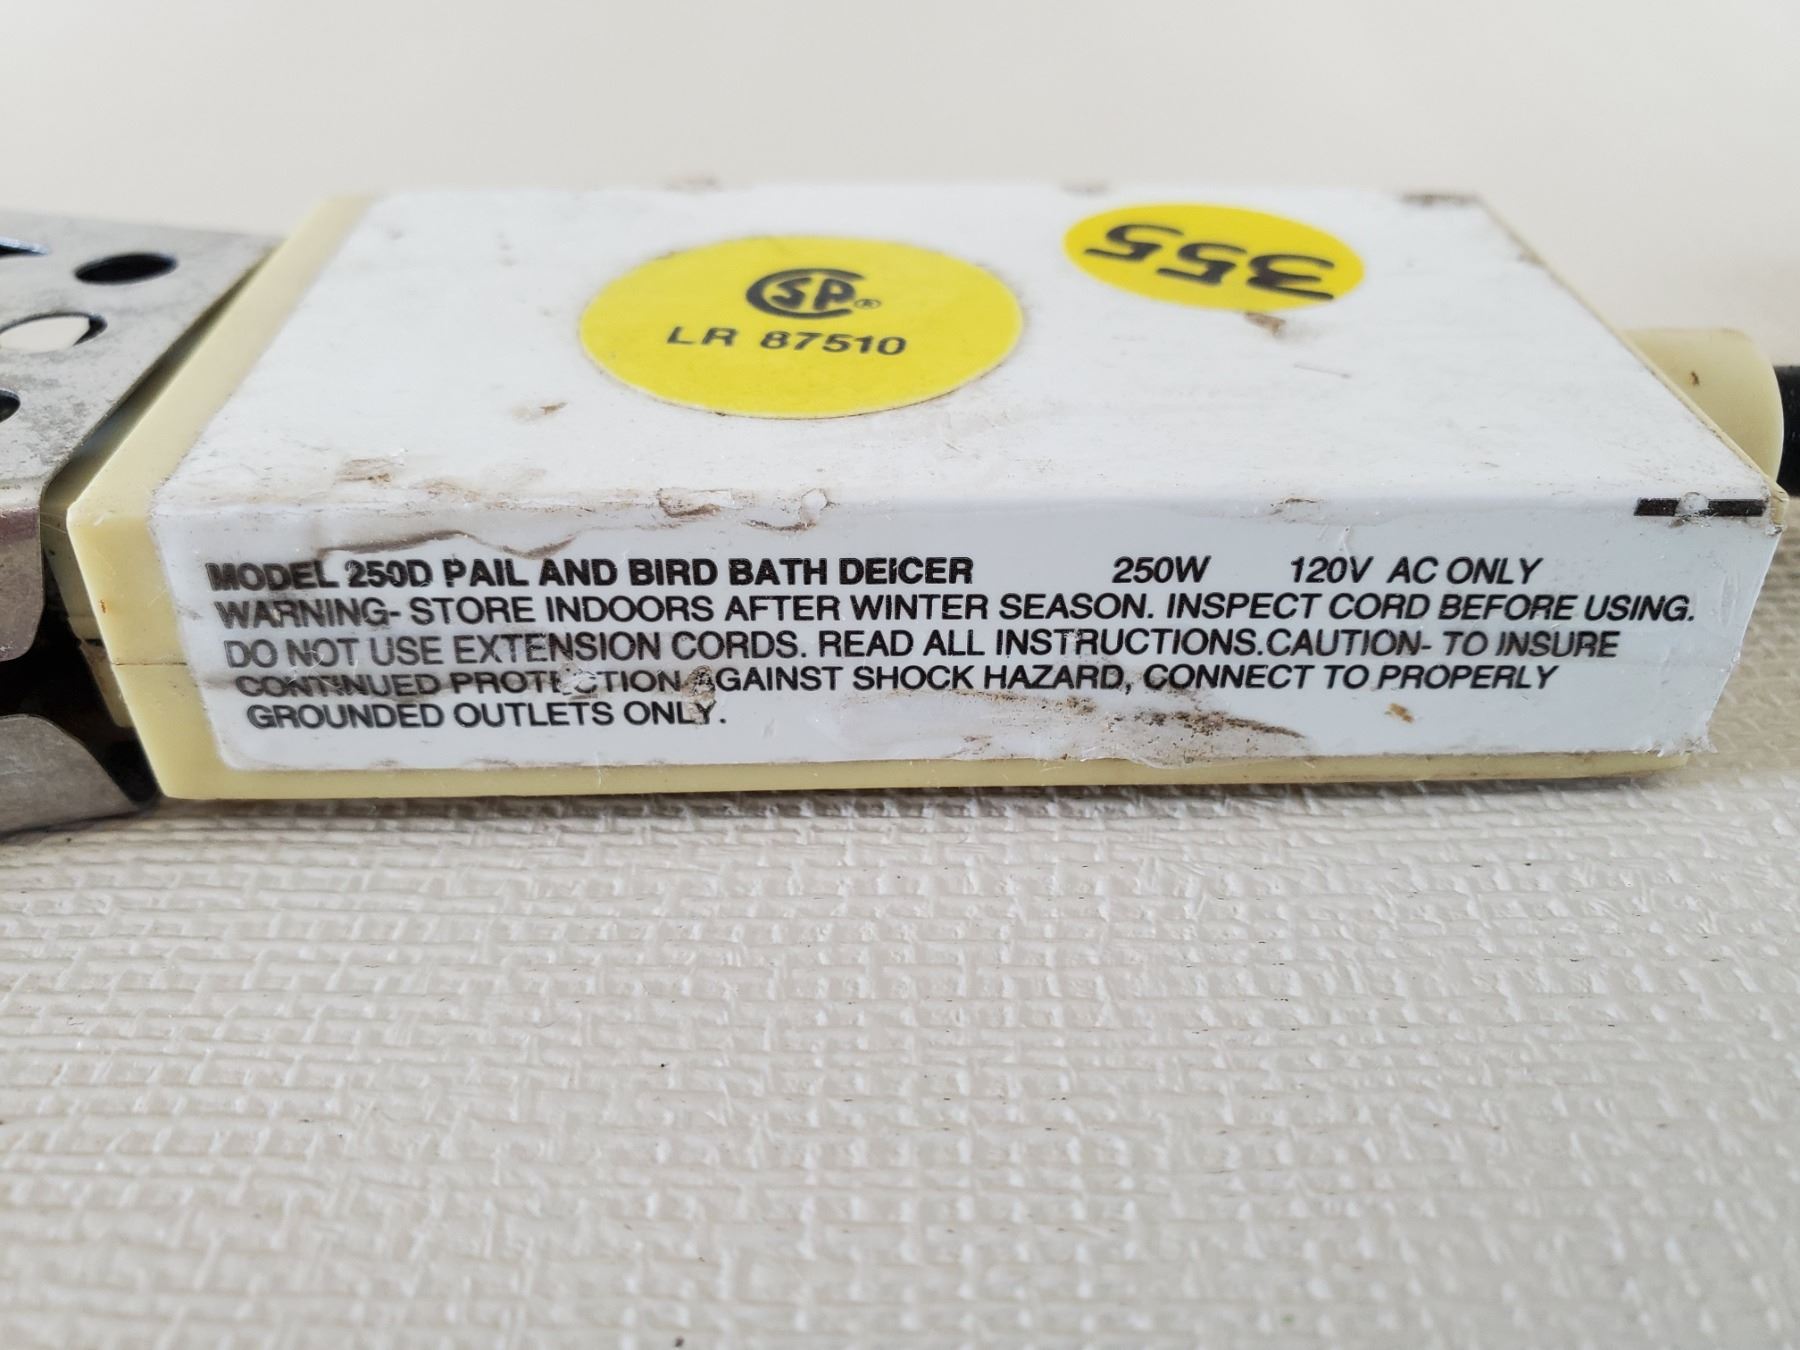 355
CSA®
LR 87510
MODEL 250D PAIL AND BIRD BATH DEICER 250W 120V AC ONLY
WARNING- STORE INDOORS AFTER WINTER SEASON. INSPECT CORD BEFORE USING.
DO NOT USE EXTENSION CORDS. READ ALL INSTRUCTIONS.CAUTION- TO INSURE
CONTINUED PROTECTION AGAINST SHOCK HAZARD, CONNECT TO PROPERLY
GROUNDED OUTLETS ONLY.